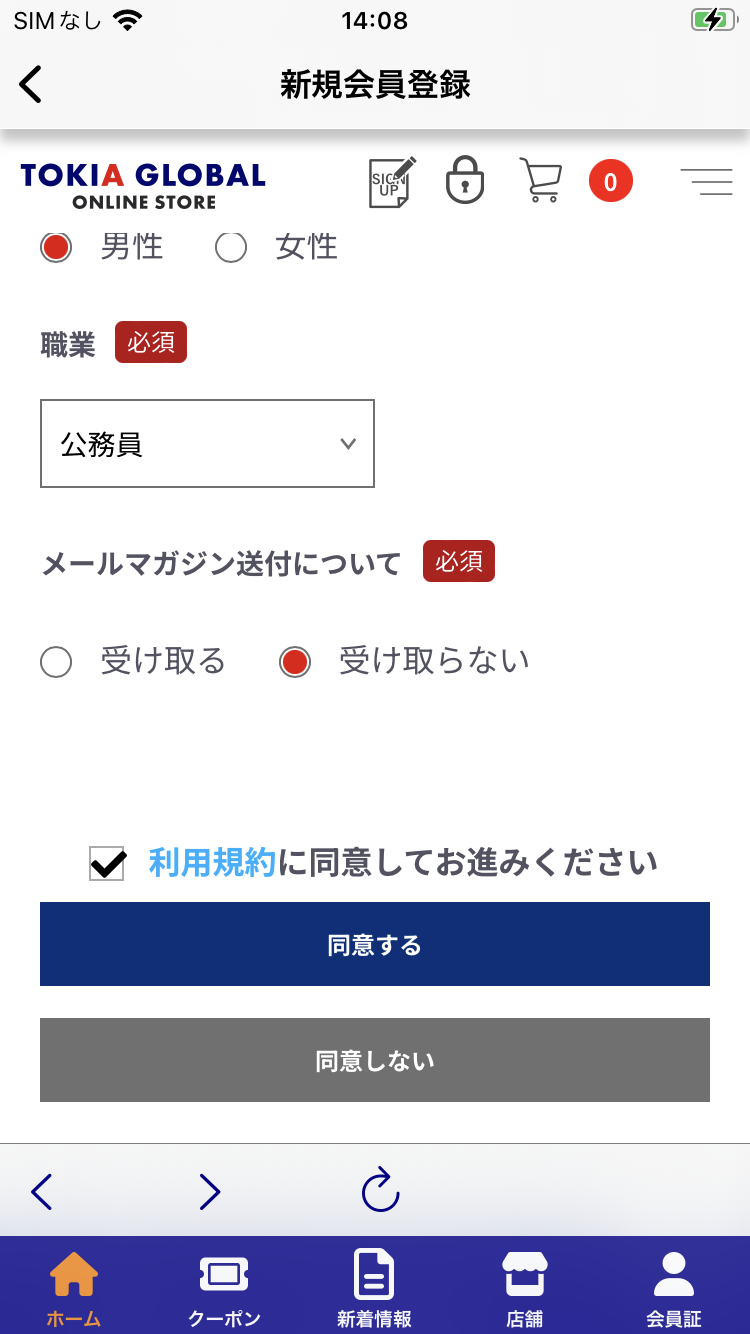 SIMなし 14:08
新規会員登録
TOKIA GLOBAL
ONLINE STORE
SIGN
UP
0
男性 女性
職業 必須
公務員
メールマガジン送付について 必須
受け取る 受け取らない
利用規約に同意してお進みください
同意する
同意しない
ホーム クーポン 新着情報 店舗 会員証